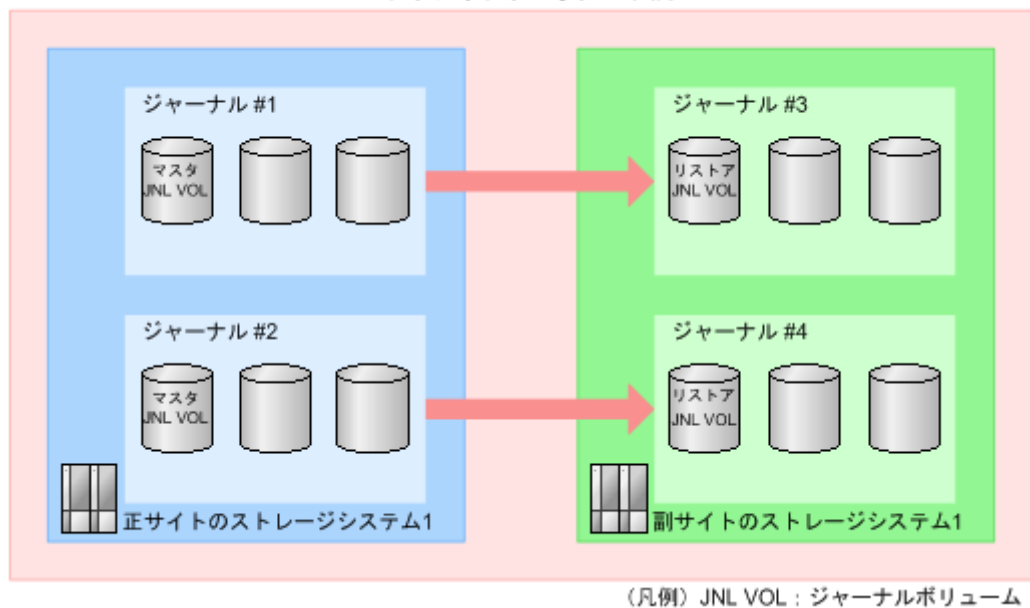 ジャーナル #1
マスタ
JNL VOL
ジャーナル #3
リストア
JNL VOL
ジャーナル #2
マスタ
JNL VOL
ジャーナル #4
リストア
JNL VOL
正サイトのストレージシステム1
副サイトのストレージシステム1
（凡例）JNL VOL：ジャーナルボリューム